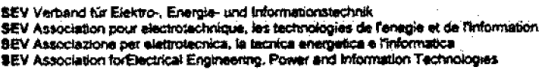 SEV Verband für Elektro-, Energie- und Informationstechnik
SEV Association pour electrotechnique, les technologies de l'enegie et de l'information
SEV Associazione per elettrotecnica, la tecnica energetica e l'informatica
SEV Association forElectrical Engineering, Power and Information Technologies